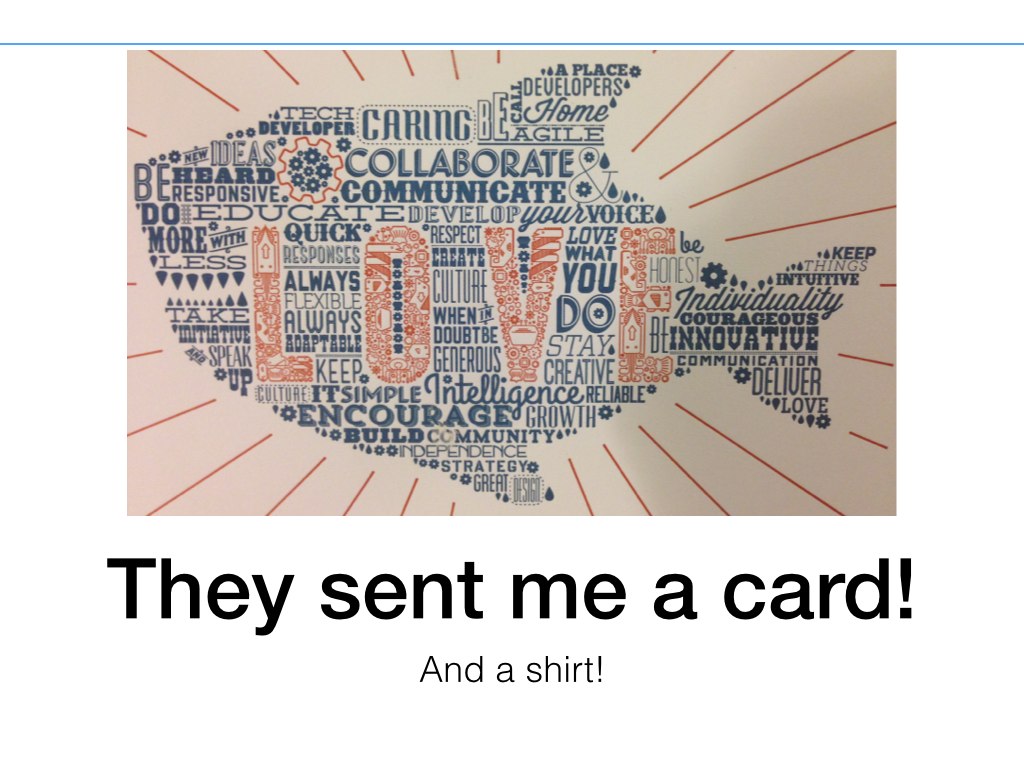 A PLACE
DEVELOPERS
CALL
Home
TECH
DEVELOPER
CARING
BE
AGILE
NEW IDEAS
COLLABORATE
&
BE HEARD
COMMUNICATE
RESPONSIVE
DO EDUCATE DEVELOP your VOICE
MORE WITH
LESS
QUICK
RESPONSES
RESPECT
CREATE
CULTURE
LOVE
WHAT
YOU
DO
LOVE
be
HONEST
KEEP
THINGS
INTUITIVE
ALWAYS
FLEXIBLE
ALWAYS
ADAPTABLE
KEEP
WHEN IN
DOUBT BE
GENEROUS
STAY
CREATIVE
Individuality
COURAGEOUS
BE INNOVATIVE
COMMUNICATION
DELIVER
LOVE
TAKE
INITIATIVE
AND SPEAK
UP
CULTURE IT SIMPLE Intelligence RELIABLE
ENCOURAGE GROWTH
BUILD COMMUNITY
INDEPENDENCE
STRATEGY
GREAT DESIGN
They sent me a card!
And a shirt!